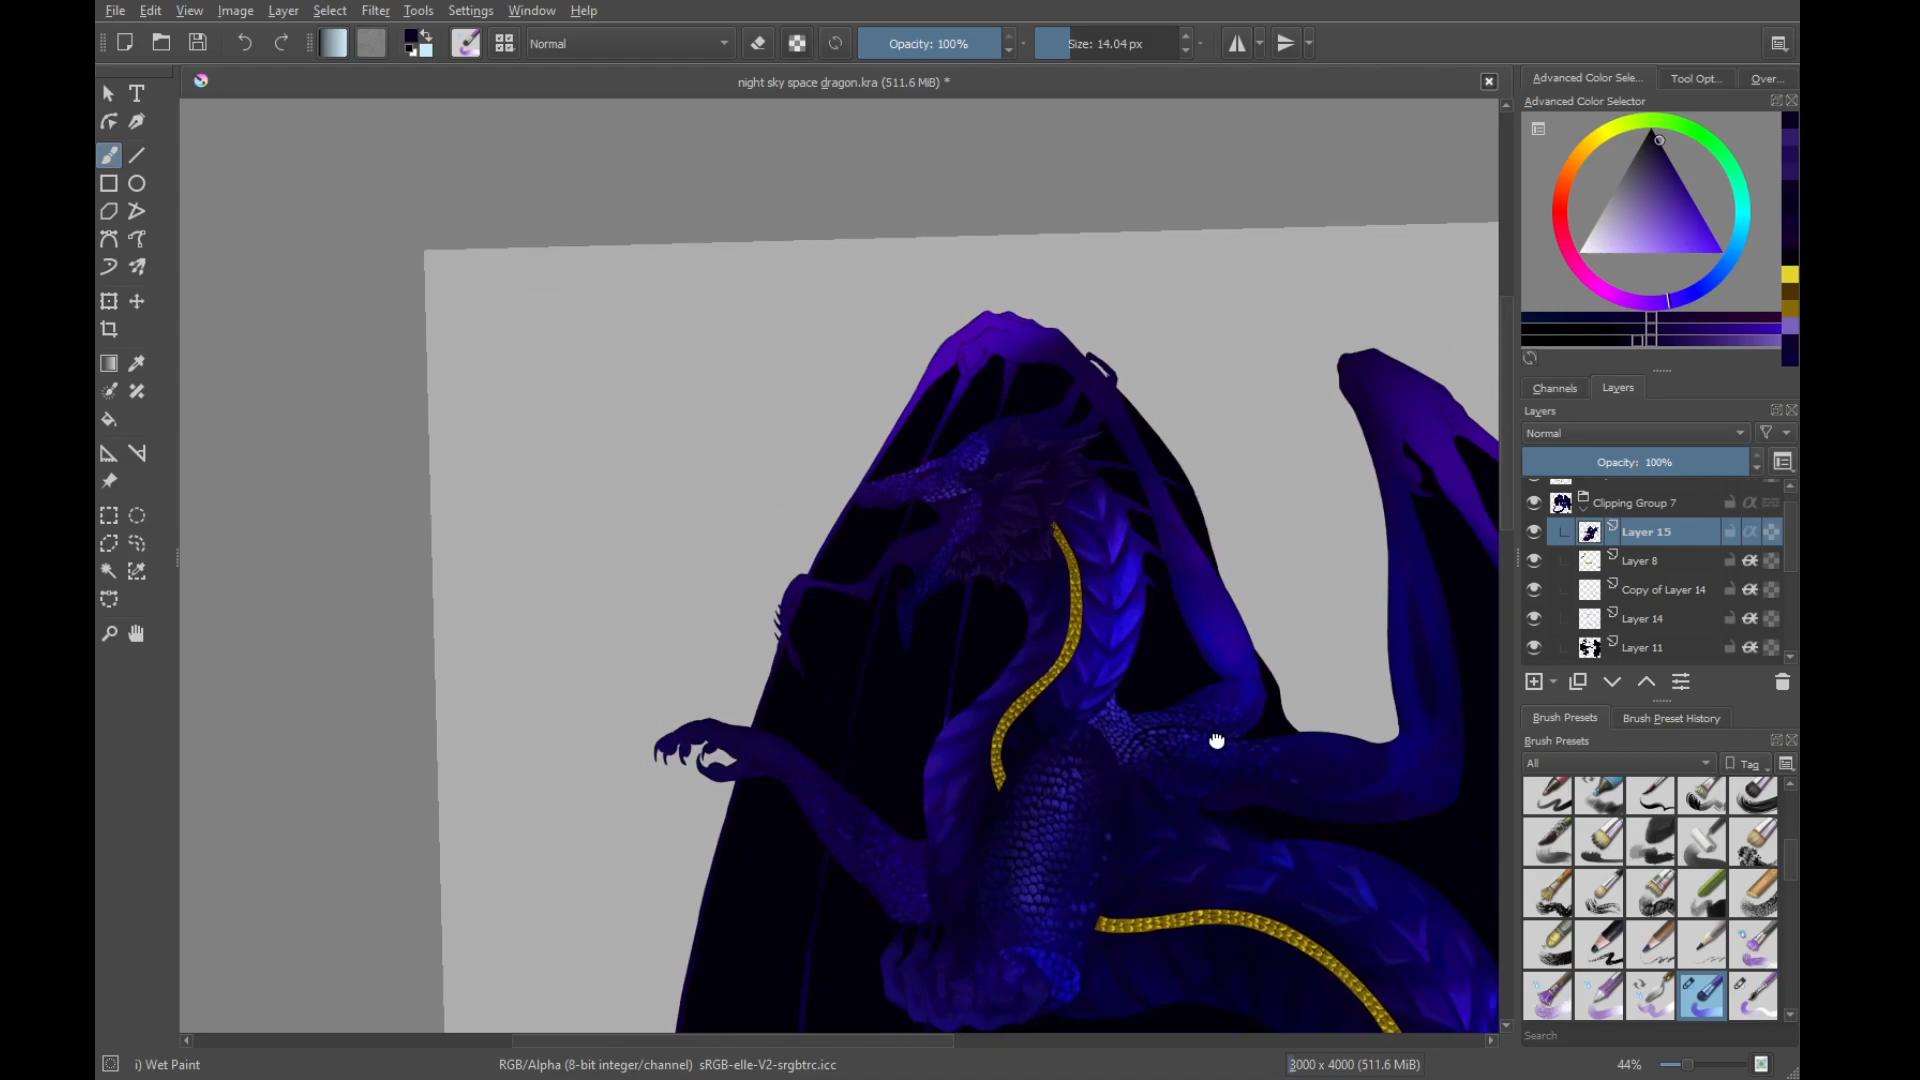 File Edit View Image Layer Select Filter Tools Settings Window Help
Normal Opacity: 100% Size: 14.04 px
night sky space dragon.kra (511.6 MiB) *
Advanced Color Sele... Tool Opt... Over...
Advanced Color Selector
Channels Layers
Layers
Normal
Opacity: 100%
Clipping Group 7
Layer 15
Layer 8
Copy of Layer 14
Layer 14
Layer 11
Brush Presets Brush Preset History
Brush Presets
All Tag
Search
i) Wet Paint RGB/Alpha (8-bit integer/channel) sRGB-elle-V2-srgbtrc.icc 3000 x 4000 (511.6 MiB) 44%